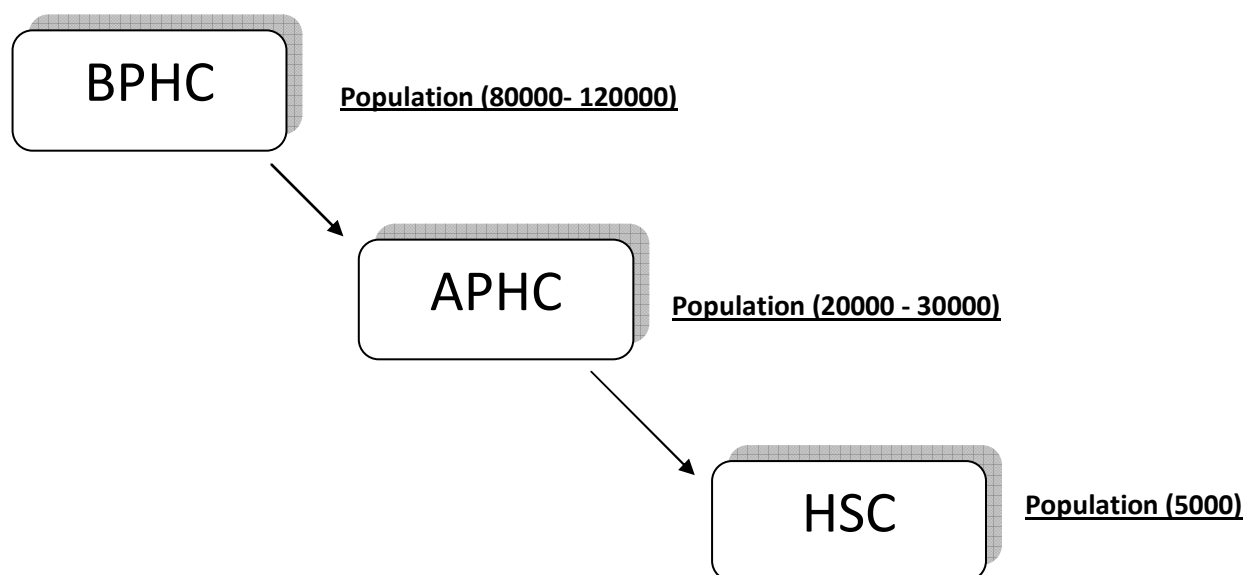 BPHC
Population (80000- 120000)
APHC
Population (20000 - 30000)
HSC
Population (5000)